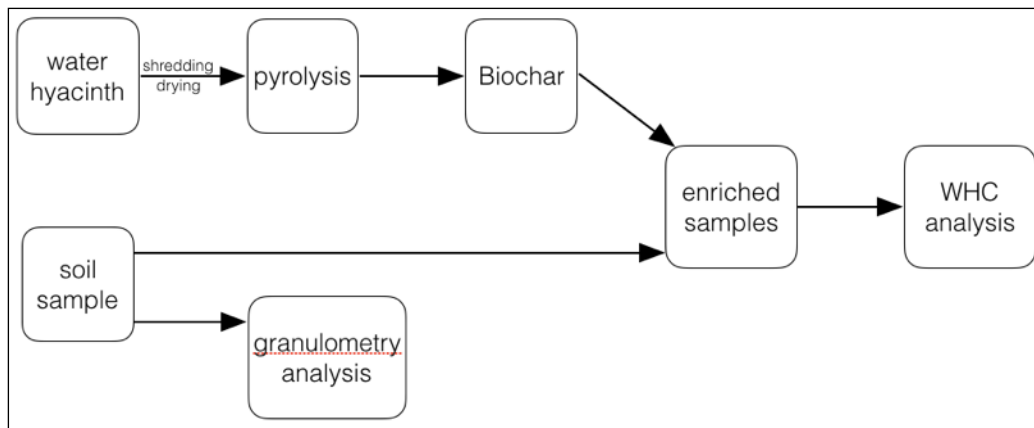 water
hyacinth
shredding
drying
pyrolysis
Biochar
enriched
samples
WHC
analysis
soil
sample
granulometry
analysis